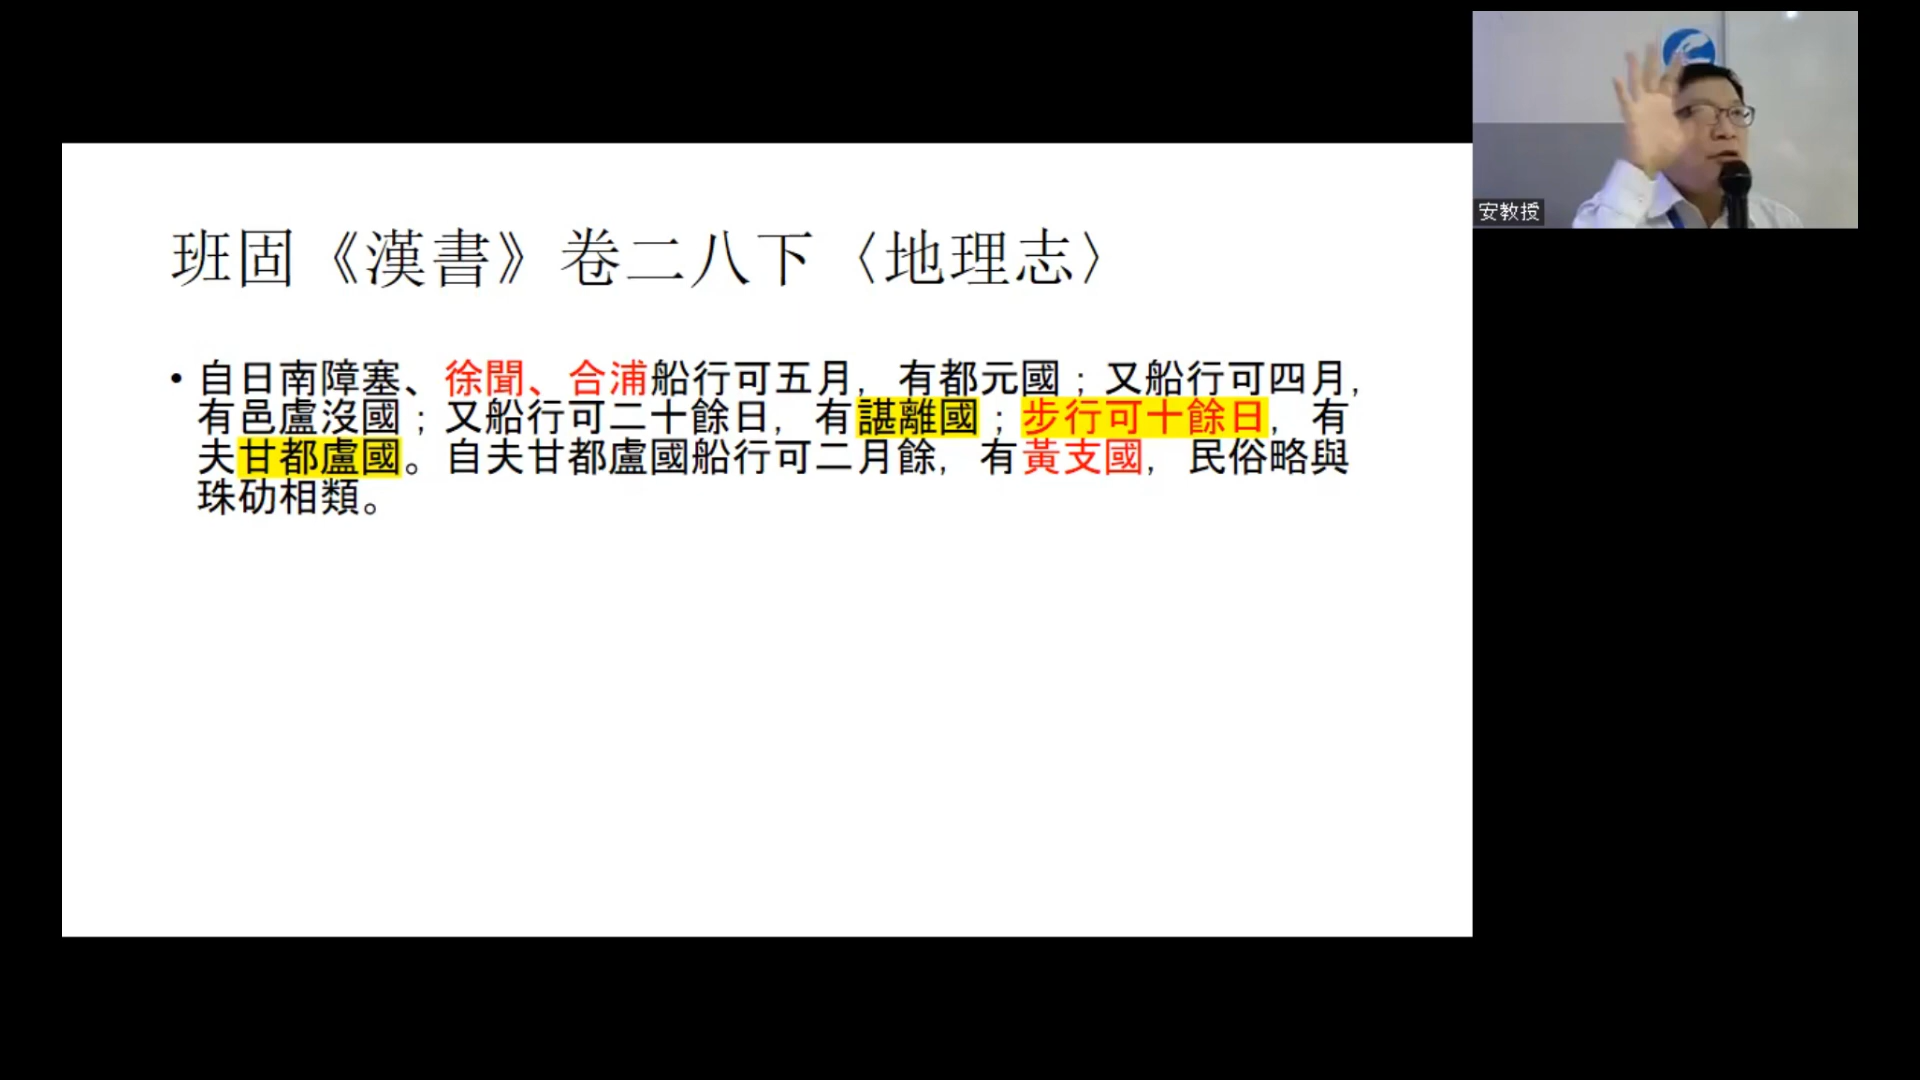 班固《漢書》卷二八下〈地理志〉
• 自日南障塞、徐聞、合浦船行可五月，有都元國；又船行可四月，
有邑盧沒國；又船行可二十餘日，有諶離國；步行可十餘日，有
夫甘都盧國。自夫甘都盧國船行可二月餘，有黃支國，民俗略與
珠𠜱相類。
安教授